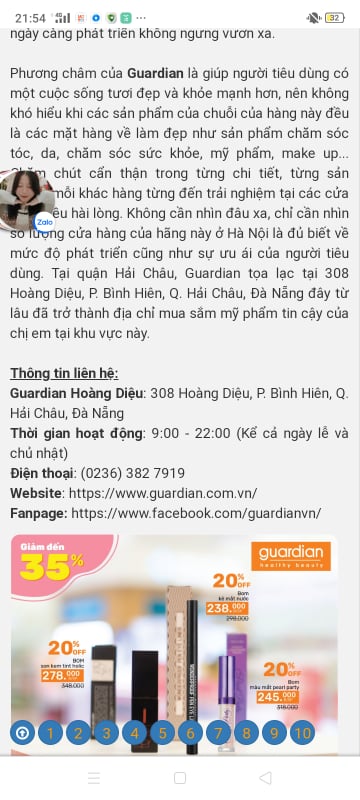 21:54
32
ngày càng phát triển không ngừng vươn xa.
Phương châm của Guardian là giúp người tiêu dùng có
một cuộc sống tươi đẹp và khỏe mạnh hơn, nên không
khó hiểu khi các sản phẩm của chuỗi của hàng này đều
là các mặt hàng về làm đẹp như sản phẩm chăm sóc
tóc, da, chăm sóc sức khỏe, mỹ phẩm, make up...
chút cẩn thận trong từng chi tiết, từng sản
mỗi khác hàng từng đến trải nghiệm tại các cửa
hài lòng. Không cần nhìn đâu xa, chỉ cần nhìn
Zalo
số lượng cửa hàng của hãng này ở Hà Nội là đủ biết về
mức độ phát triển cũng như sự ưu ái của người tiêu
dùng. Tại quận Hải Châu, Guardian tọa lạc tại 308
Hoàng Diệu, P. Bình Hiên, Q. Hải Châu, Đà Nẵng đây từ
lâu đã trở thành địa chỉ mua sắm mỹ phẩm tin cậy của
chị em tại khu vực này.
Thông tin liên hệ:
Guardian Hoàng Diệu: 308 Hoàng Diệu, P. Bình Hiên, Q.
Hải Châu, Đà Nẵng
Thời gian hoạt động: 9:00 - 22:00 (Kể cả ngày lễ và
chủ nhật)
Điện thoại: (0236) 382 7919
Website: https://www.guardian.com.vn/
Fanpage: https://www.facebook.com/guardianvn/
Giảm đến
35%
guardian
healthy beauty
20% OFF
Bom
kẻ mắt nước
238.000
298.000
20% OFF
BOM
son kem tint holic
278.000
348.000
20% OFF
Bom
màu mắt pearl party
245.000
318.000
1 2 3 4 5 6 7 8 9 10